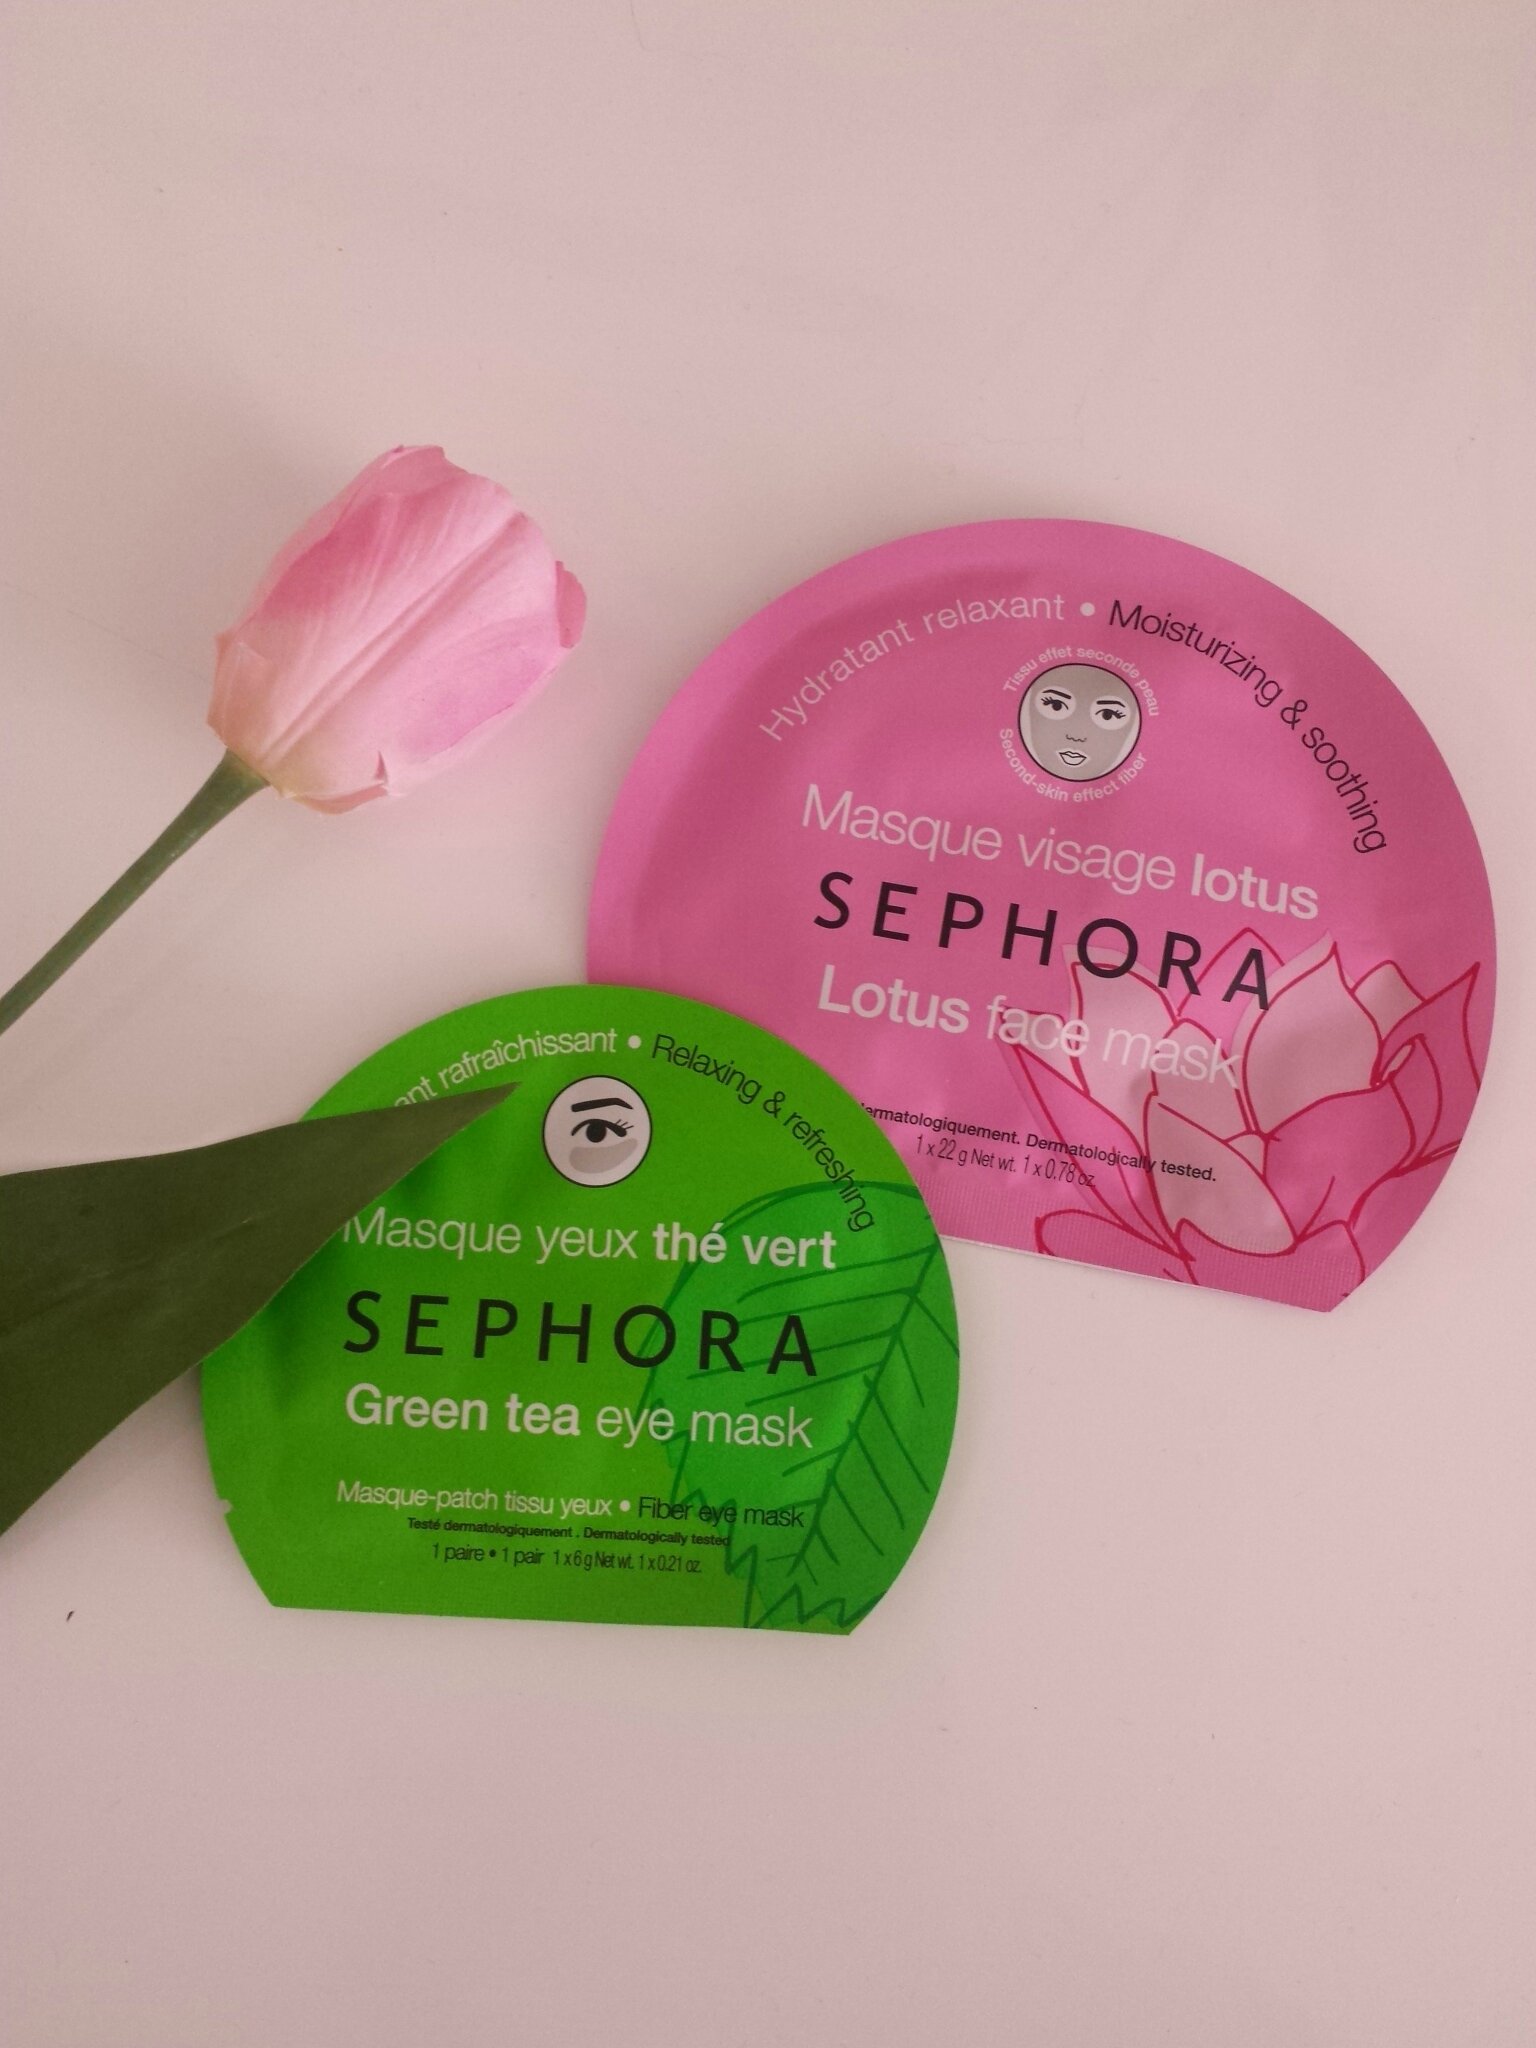 Hydratant relaxant • Moisturizing & soothing
Tissu effet seconde peau
Second-skin effect fiber
Masque visage lotus
SEPHORA
Lotus face mask
Dermatologically tested.
1 x 22 g Net wt. 1 x 0.78 oz.
rafraîchissant • Relaxing & refreshing
Masque yeux thé vert
SEPHORA
Green tea eye mask
Masque-patch tissu yeux • Fiber eye mask
Testé dermatologiquement . Dermatologically tested
1 paire • 1 pair 1 x 6 g Net wt. 1 x 0.21 oz.